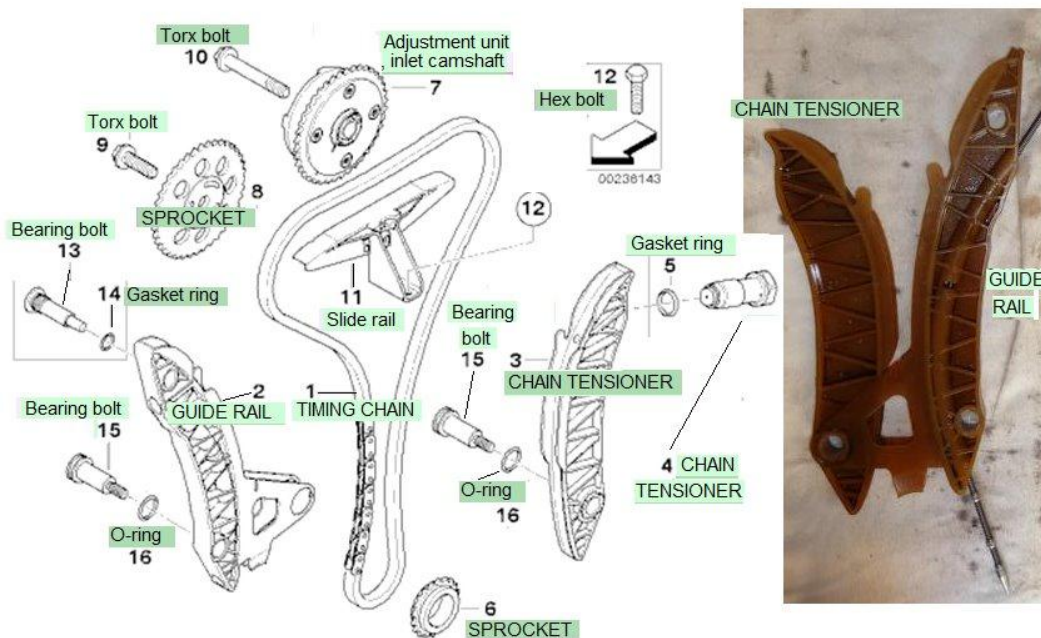 Torx bolt
10
Adjustment unit
inlet camshaft
7
12
Hex bolt
00236143
CHAIN TENSIONER
Torx bolt
9
8
SPROCKET
Bearing bolt
13
14 Gasket ring
12
11
Slide rail
Gasket ring
5
GUIDE
RAIL
Bearing
bolt
15
3
CHAIN TENSIONER
2
GUIDE RAIL
1
TIMING CHAIN
Bearing bolt
15
4 CHAIN
TENSIONER
O-ring
16
O-ring
16
6
SPROCKET